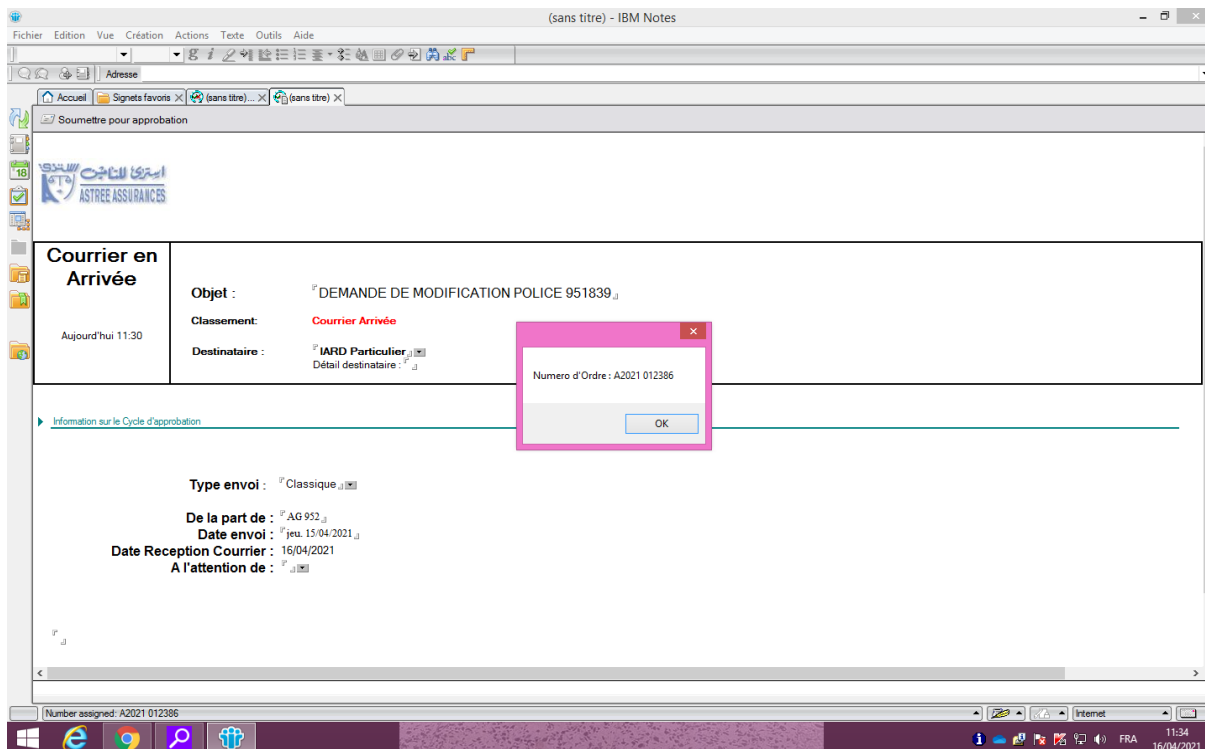 (sans titre) - IBM Notes
Fichier Edition Vue Création Actions Texte Outils Aide
Adresse
Accueil Signets favoris (sans titre)... (sans titre)
Soumettre pour approbation
18
ASTREE ASSURANCES
Courrier en
Arrivée
Aujourd'hui 11:30
Objet : DEMANDE DE MODIFICATION POLICE 951839
Classement: Courrier Arrivée
Destinataire : IARD Particulier
Détail destinataire :
Numero d'Ordre : A2021 012386
OK
Information sur le Cycle d'approbation
Type envoi : Classique
De la part de : AG 952
Date envoi : jeu. 15/04/2021
Date Reception Courrier : 16/04/2021
A l'attention de :
Number assigned: A2021 012386
Internet
FRA
11:34
16/04/2021